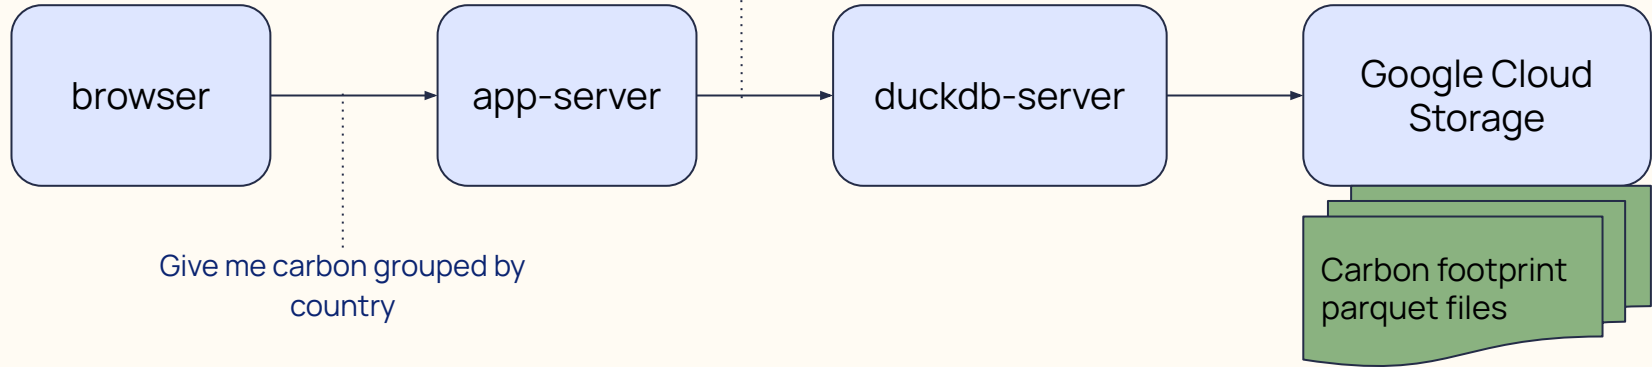 browser
app-server
duckdb-server
Google Cloud
Storage
Give me carbon grouped by
country
Carbon footprint
parquet files